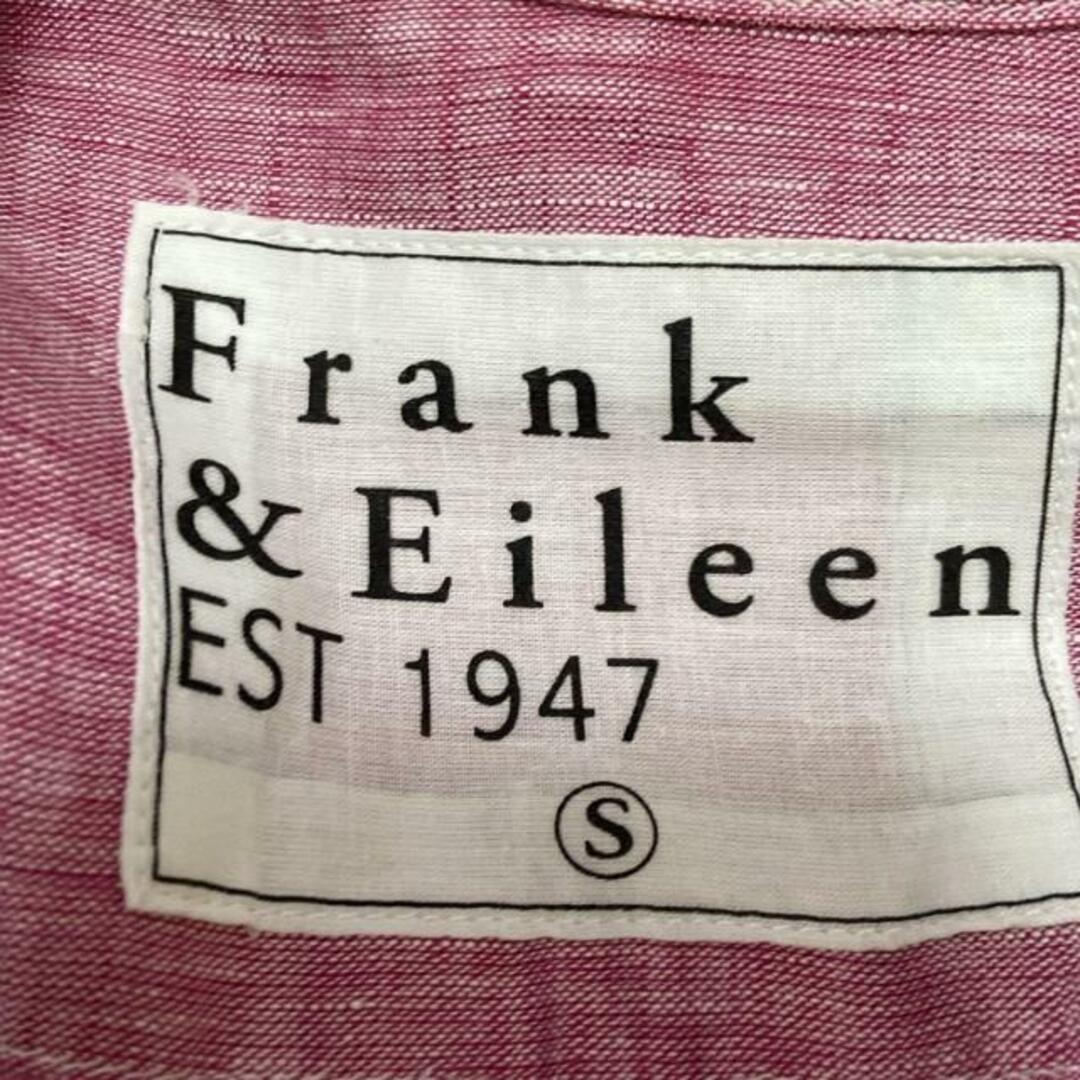 Frank
& Eileen
EST 1947
S